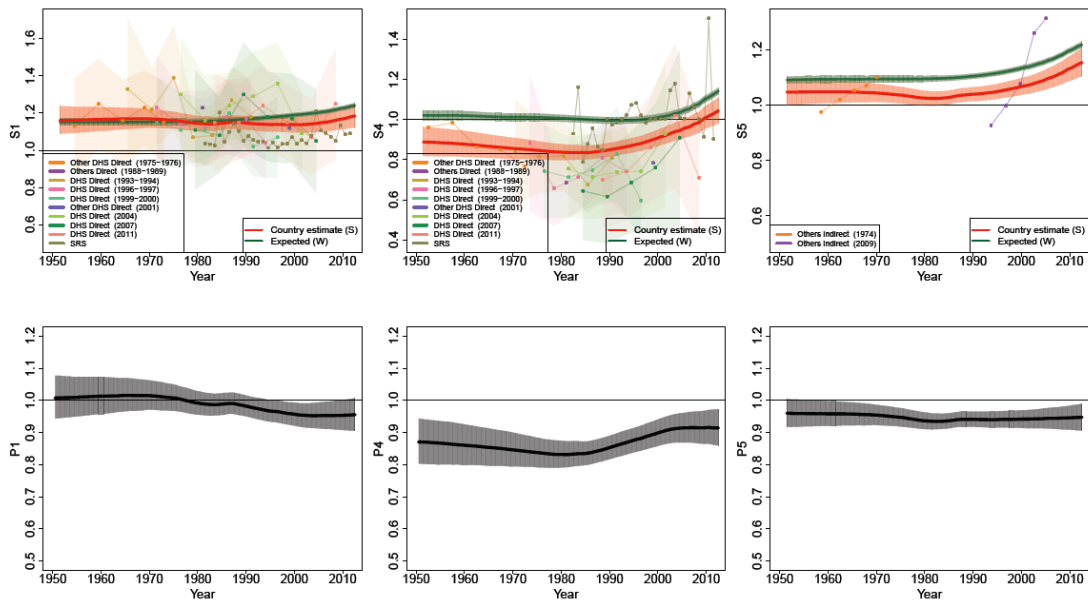 S1
0.6 0.8 1.0 1.2 1.4 1.6
Other DHS Direct (1975−1976)
Others Direct (1988−1989)
DHS Direct (1993−1994)
DHS Direct (1996−1997)
DHS Direct (1999−2000)
Other DHS Direct (2001)
DHS Direct (2004)
DHS Direct (2007)
DHS Direct (2011)
SRS
Country estimate (S)
Expected (W)
1950 1960 1970 1980 1990 2000 2010
Year
S4
0.4 0.6 0.8 1.0 1.2 1.4
Other DHS Direct (1975−1976)
Others Direct (1988−1989)
DHS Direct (1993−1994)
DHS Direct (1996−1997)
DHS Direct (1999−2000)
Other DHS Direct (2001)
DHS Direct (2004)
DHS Direct (2007)
DHS Direct (2011)
SRS
Country estimate (S)
Expected (W)
1950 1960 1970 1980 1990 2000 2010
Year
S5
0.6 0.8 1.0 1.2
Others Indirect (1974)
Others Indirect (2009)
Country estimate (S)
Expected (W)
1950 1960 1970 1980 1990 2000 2010
Year
P1
0.5 0.6 0.7 0.8 0.9 1.0 1.1 1.2
1950 1960 1970 1980 1990 2000 2010
Year
P4
0.5 0.6 0.7 0.8 0.9 1.0 1.1 1.2
1950 1960 1970 1980 1990 2000 2010
Year
P5
0.5 0.6 0.7 0.8 0.9 1.0 1.1 1.2
1950 1960 1970 1980 1990 2000 2010
Year